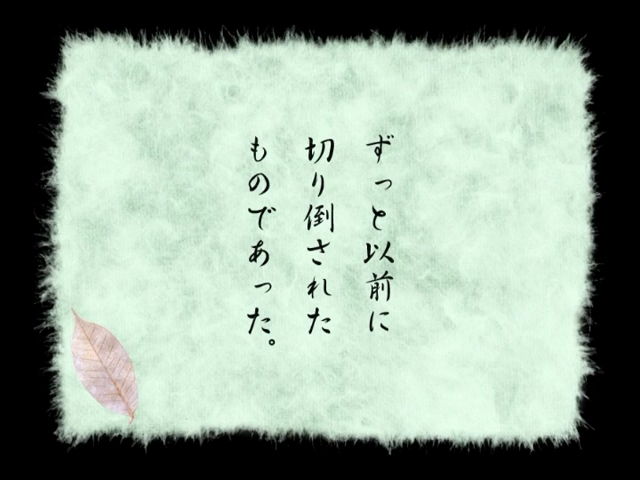 ずっと以前に
切り倒された
ものであった。